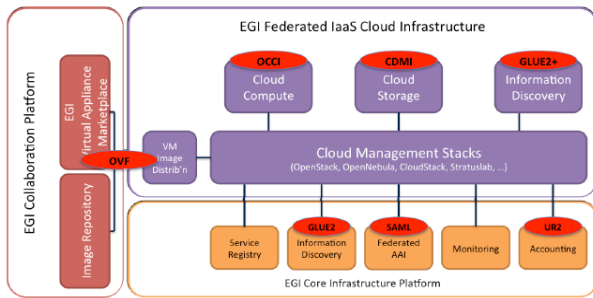 EGI Federated IaaS Cloud Infrastructure
EGI Collaboration Platform
EGI
Virtual Appliance
Marketplace
Image Repository
OVF
OCCI
Cloud
Compute
CDMI
Cloud
Storage
GLUE2+
Information
Discovery
VM
Image
Distrib'n
Cloud Management Stacks
(OpenStack, OpenNebula, CloudStack, Stratuslab, ...)
Service
Registry
GLUE2
Information
Discovery
SAML
Federated
AAI
Monitoring
UR2
Accounting
EGI Core Infrastructure Platform